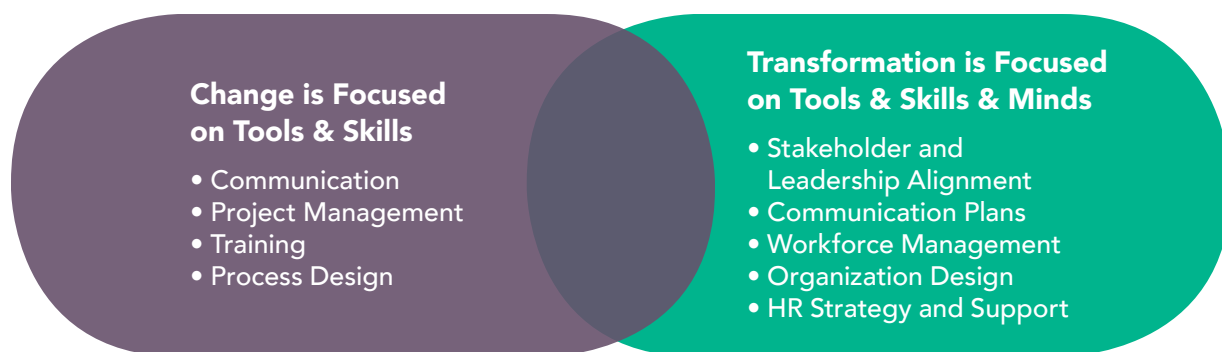 Change is Focused
on Tools & Skills
• Communication
• Project Management
• Training
• Process Design
Transformation is Focused
on Tools & Skills & Minds
• Stakeholder and
Leadership Alignment
• Communication Plans
• Workforce Management
• Organization Design
• HR Strategy and Support